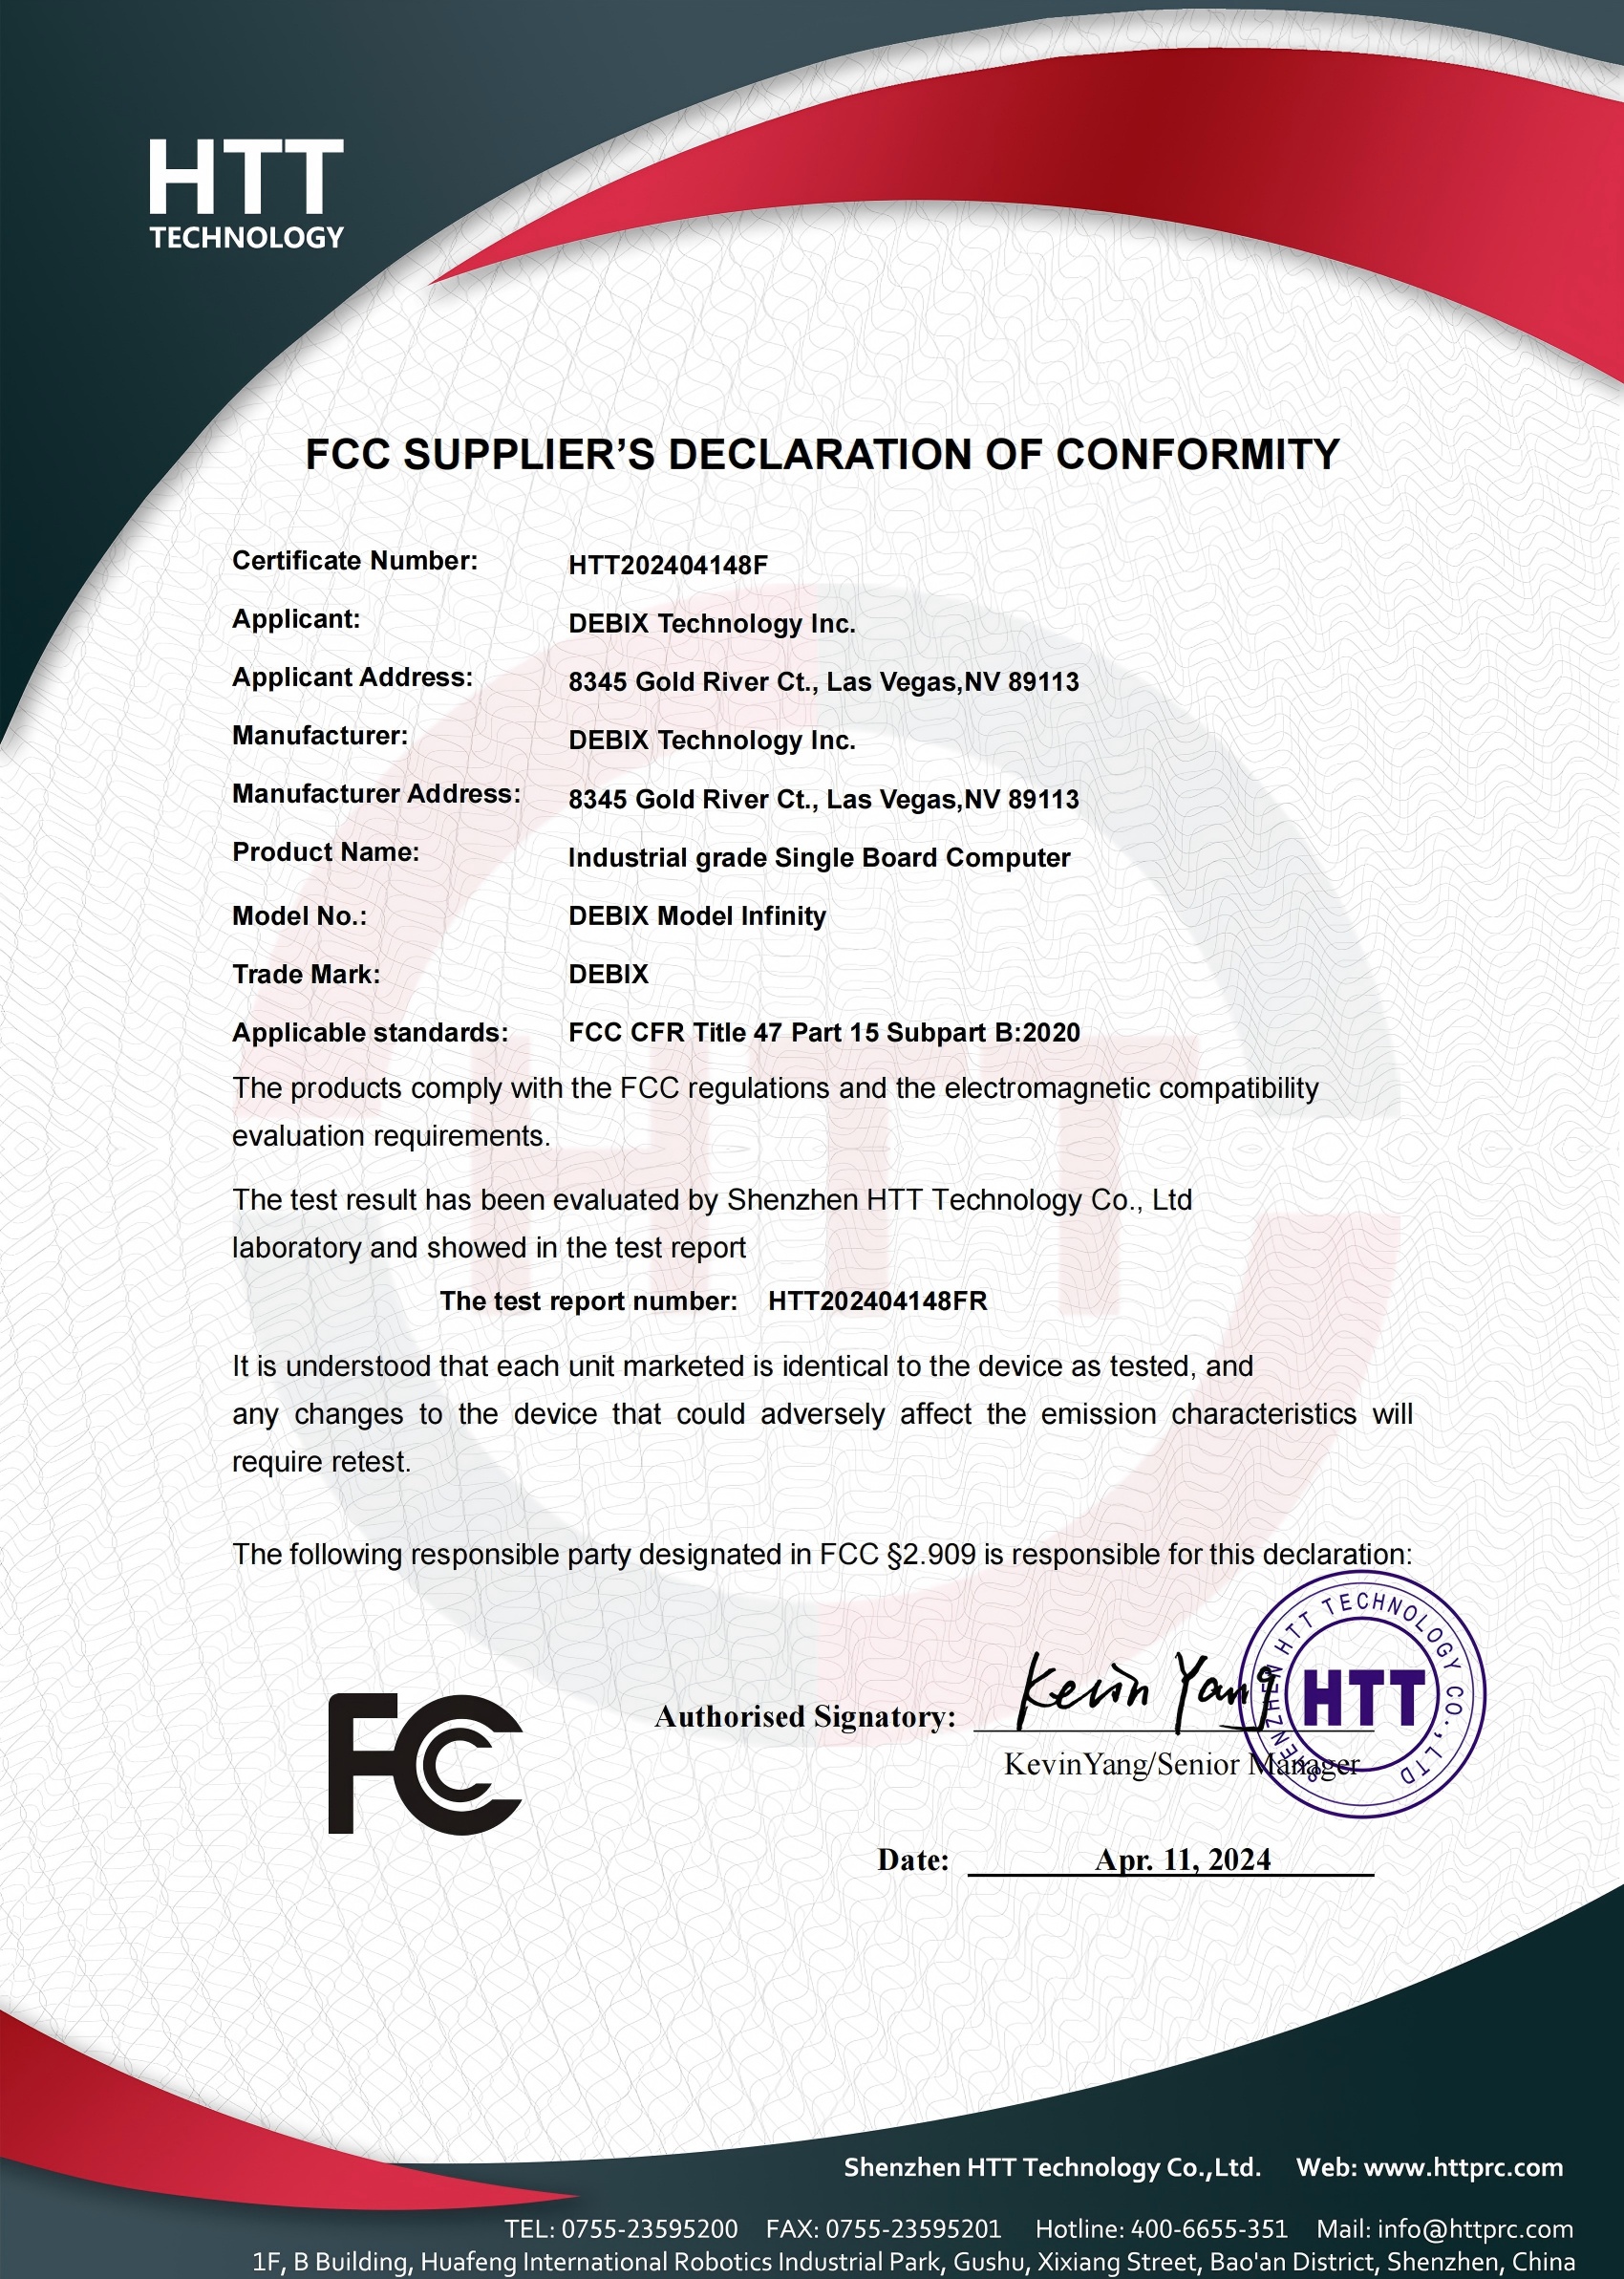 HTT
TECHNOLOGY
FCC SUPPLIER’S DECLARATION OF CONFORMITY
Certificate Number: HTT202404148F
Applicant: DEBIX Technology Inc.
Applicant Address: 8345 Gold River Ct., Las Vegas,NV 89113
Manufacturer: DEBIX Technology Inc.
Manufacturer Address: 8345 Gold River Ct., Las Vegas,NV 89113
Product Name: Industrial grade Single Board Computer
Model No.: DEBIX Model Infinity
Trade Mark: DEBIX
Applicable standards: FCC CFR Title 47 Part 15 Subpart B:2020
HTT
The products comply with the FCC regulations and the electromagnetic compatibility
evaluation requirements.
The test result has been evaluated by Shenzhen HTT Technology Co., Ltd
laboratory and showed in the test report
The test report number: HTT202404148FR
It is understood that each unit marketed is identical to the device as tested, and
any changes to the device that could adversely affect the emission characteristics will
require retest.
The following responsible party designated in FCC §2.909 is responsible for this declaration:
FCC
Authorised Signatory: Kevin Yang
KevinYang/Senior Manager
SHENZHEN HTT TECHNOLOGY CO.,LTD
HTT
Date: Apr. 11, 2024
Shenzhen HTT Technology Co.,Ltd. Web: www.httprc.com
TEL: 0755-23595200 FAX: 0755-23595201 Hotline: 400-6655-351 Mail: info@httprc.com
1F, B Building, Huafeng International Robotics Industrial Park, Gushu, Xixiang Street, Bao'an District, Shenzhen, China